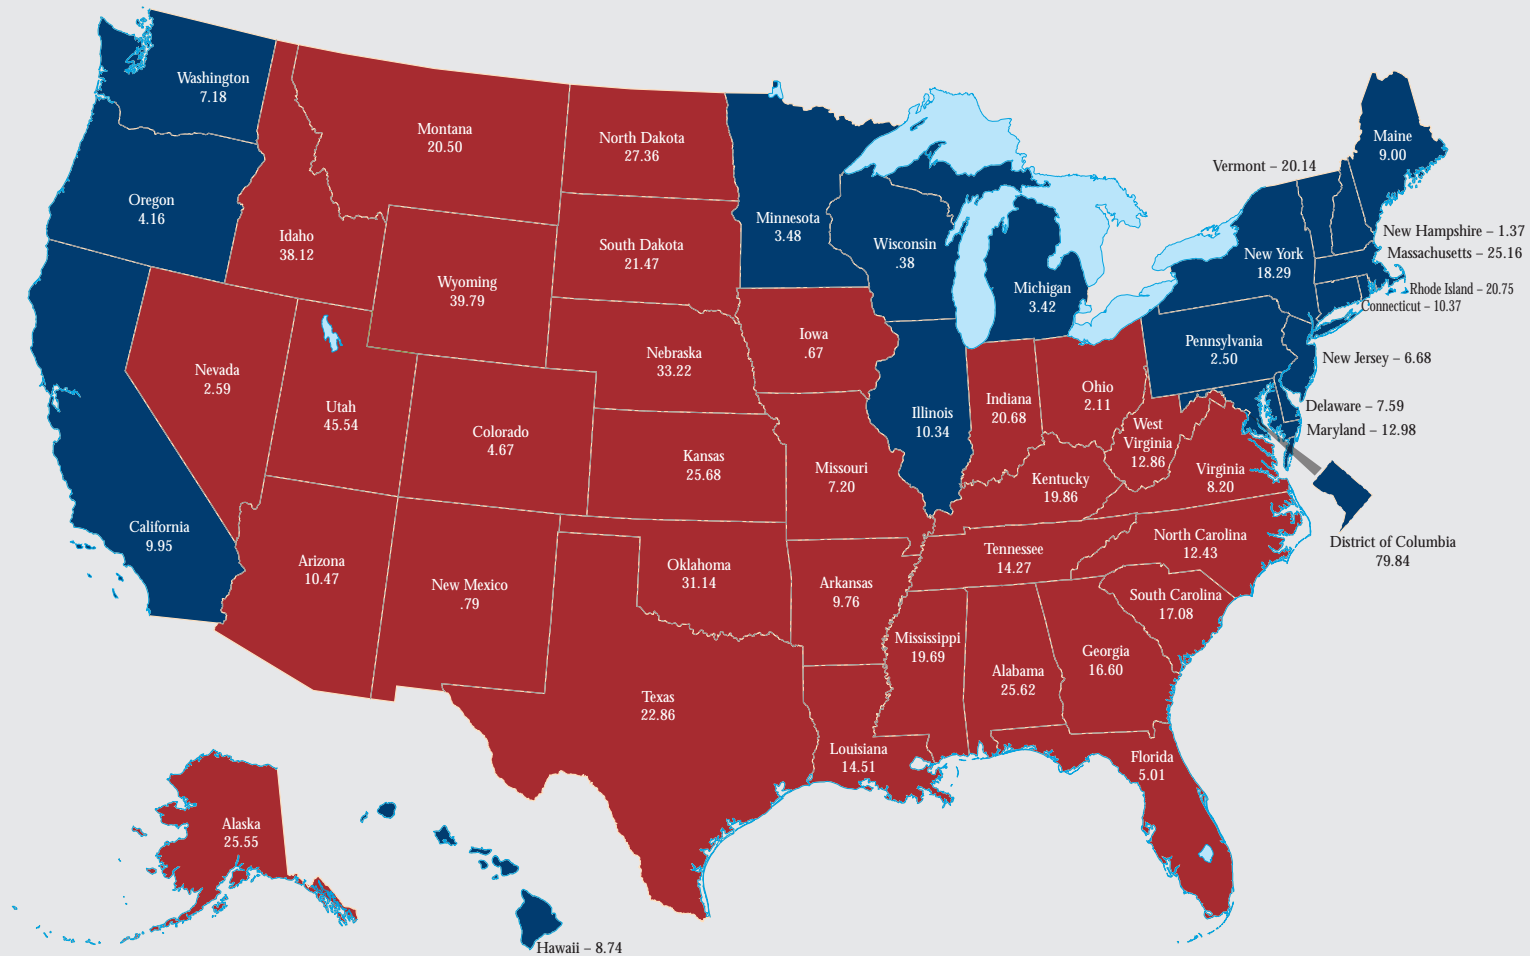 Washington
7.18
Montana
20.50
North Dakota
27.36
Maine
9.00
Vermont – 20.14
Oregon
4.16
Idaho
38.12
South Dakota
21.47
Minnesota
3.48
Wisconsin
.38
New York
18.29
New Hampshire – 1.37
Massachusetts – 25.16
Wyoming
39.79
Michigan
3.42
Rhode Island – 20.75
Connecticut – 10.37
Nevada
2.59
Utah
45.54
Colorado
4.67
Nebraska
33.22
Iowa
.67
Pennsylvania
2.50
New Jersey – 6.68
Illinois
10.34
Indiana
20.68
Ohio
2.11
Delaware – 7.59
Maryland – 12.98
West
Virginia
12.86
Kansas
25.68
Missouri
7.20
Kentucky
19.86
Virginia
8.20
California
9.95
Arizona
10.47
New Mexico
.79
Oklahoma
31.14
Arkansas
9.76
Tennessee
14.27
North Carolina
12.43
District of Columbia
79.84
South Carolina
17.08
Mississippi
19.69
Alabama
25.62
Georgia
16.60
Texas
22.86
Louisiana
14.51
Florida
5.01
Alaska
25.55
Hawaii – 8.74